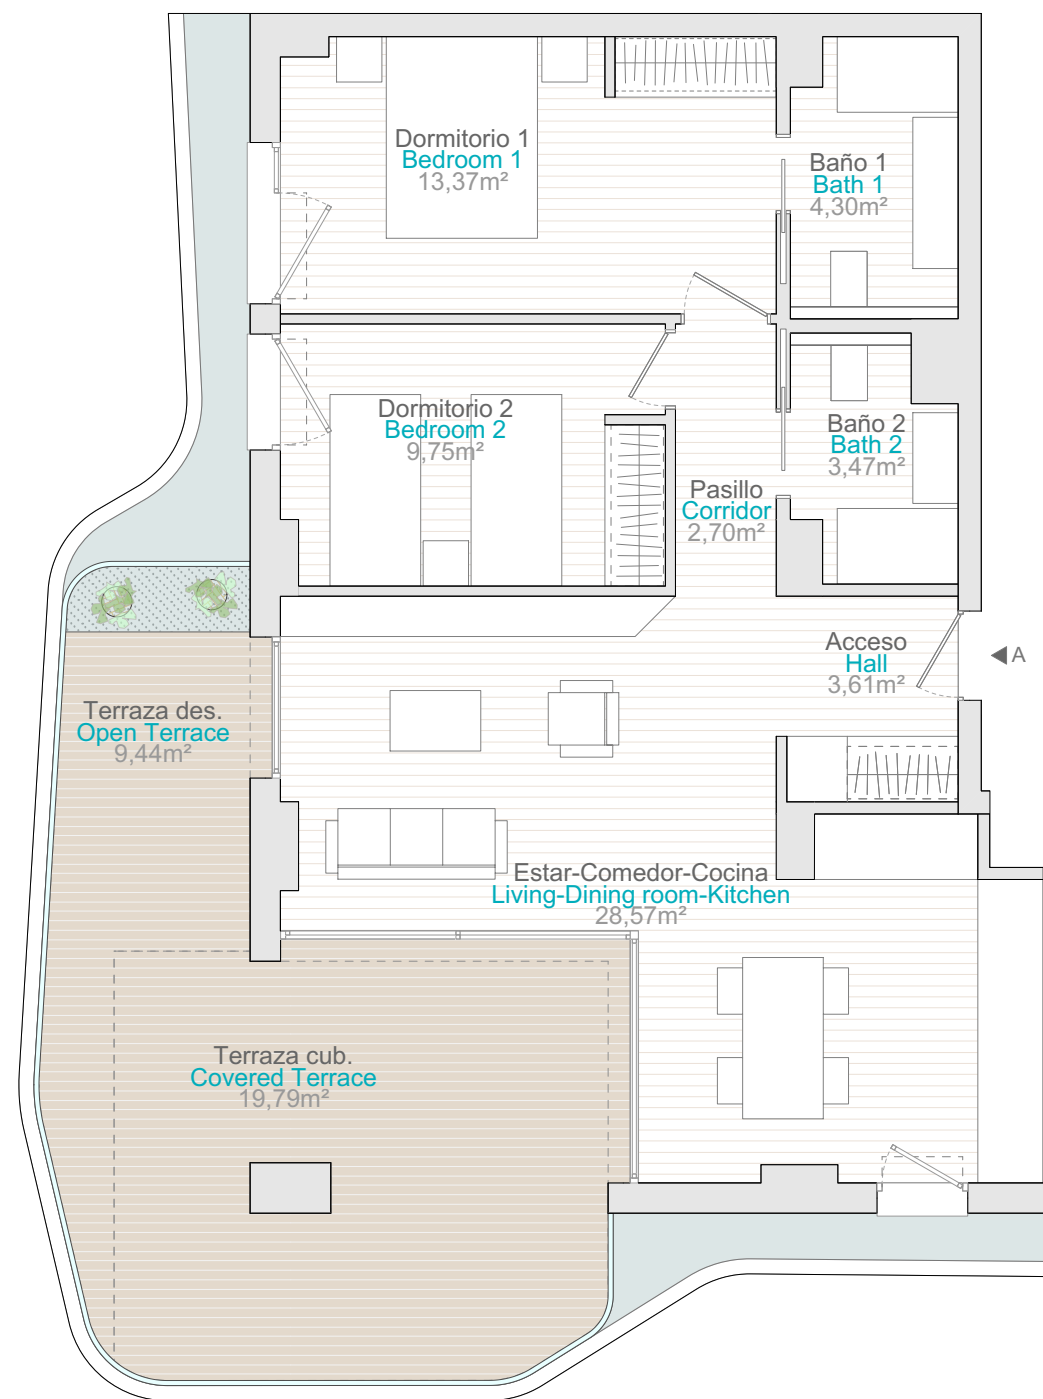 Dormitorio 1
Bedroom 1
13,37m²
Baño 1
Bath 1
4,30m²
Dormitorio 2
Bedroom 2
9,75m²
Baño 2
Bath 2
3,47m²
Pasillo
Corridor
2,70m²
Acceso
Hall
3,61m²
A
Terraza des.
Open Terrace
9,44m²
Estar-Comedor-Cocina
Living-Dining room-Kitchen
28,57m²
Terraza cub.
Covered Terrace
19,79m²